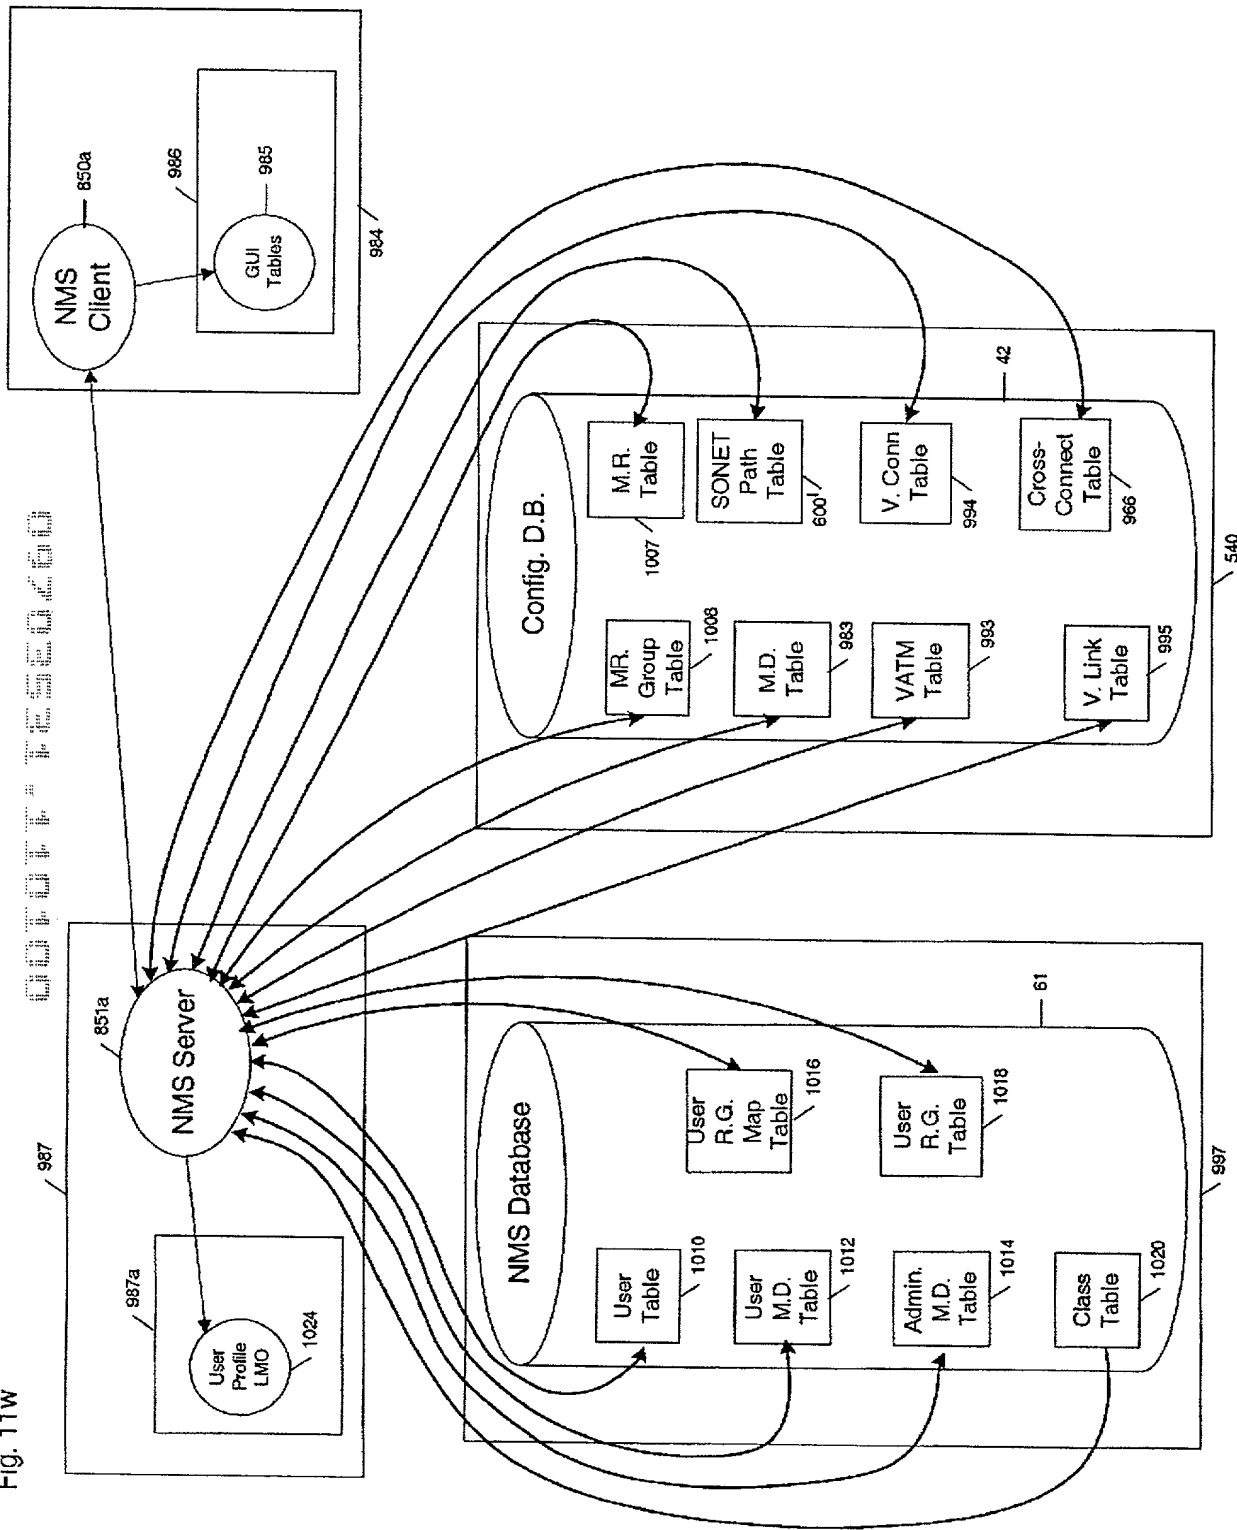 Fig. 11w
987
987a
User
Profile
LMO
1024
851a
NMS Server
NMS
Client
850a
986
GUI
Tables
985
984
NMS Database
61
User
Table
1010
User
M.D.
Table
1012
Admin.
M.D.
Table
1014
Class
Table
1020
User
R.G.
Map
Table
1016
User
R.G.
Table
1018
997
Config. D.B.
42
MR.
Group
Table
1008
M.D.
Table
983
VATM
Table
993
V. Link
Table
995
M.R.
Table
1007
SONET
Path
Table
600'
V. Conn
Table
994
Cross-
Connect
Table
966
540